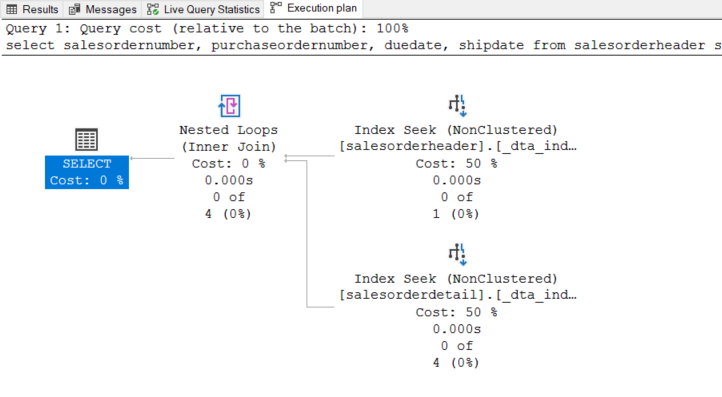 Results Messages Live Query Statistics Execution plan
Query 1: Query cost (relative to the batch): 100%
select salesordernumber, purchaseordernumber, duedate, shipdate from salesorderheader s
Nested Loops
(Inner Join)
Cost: 0 %
0.000s
0 of
4 (0%)
Index Seek (NonClustered)
[salesorderheader].[_dta_ind…
Cost: 50 %
0.000s
0 of
1 (0%)
SELECT
Cost: 0 %
Index Seek (NonClustered)
[salesorderdetail].[_dta_ind…
Cost: 50 %
0.000s
0 of
4 (0%)